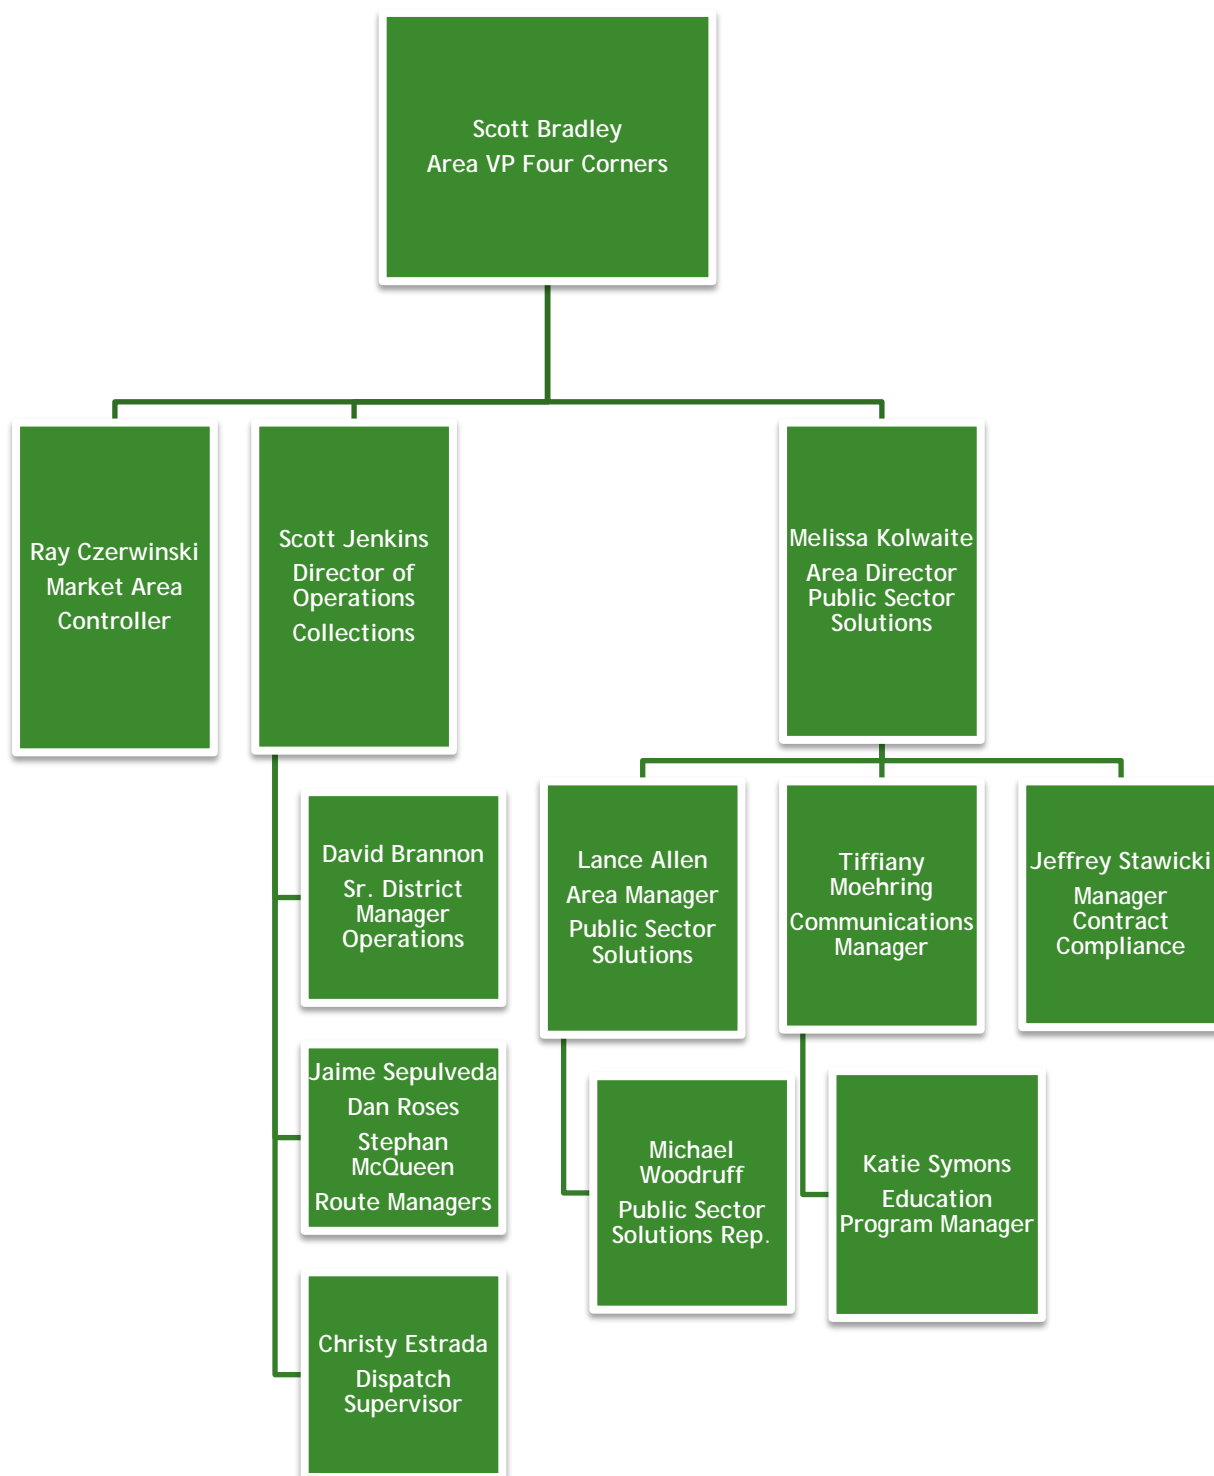 Scott Bradley
Area VP Four Corners
Ray Czerwinski
Market Area
Controller
Scott Jenkins
Director of
Operations
Collections
Melissa Kolwaite
Area Director
Public Sector
Solutions
David Brannon
Sr. District
Manager
Operations
Jaime Sepulveda
Dan Roses
Stephan
McQueen
Route Managers
Christy Estrada
Dispatch
Supervisor
Lance Allen
Area Manager
Public Sector
Solutions
Michael
Woodruff
Public Sector
Solutions Rep.
Tiffiany
Moehring
Communications
Manager
Katie Symons
Education
Program Manager
Jeffrey Stawicki
Manager
Contract
Compliance